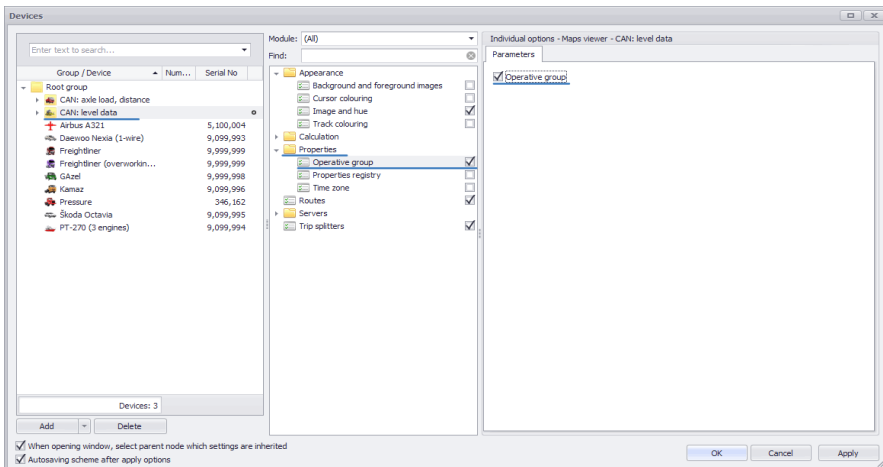 Devices
Enter text to search...
Group / Device Num... Serial No
Root group
CAN: axle load, distance
CAN: level data
Airbus A321 5,100,004
Daewoo Nexia (1-wire) 9,099,993
Freightliner 9,999,999
Freightliner (overworkin... 9,999,999
GAzel 9,999,998
Kamaz 9,099,996
Pressure 346,162
Škoda Octavia 9,099,995
PT-270 (3 engines) 9,099,994
Devices: 3
Add Delete
When opening window, select parent node which settings are inherited
Autosaving scheme after apply options
Module: (All)
Find:
Appearance
Background and foreground images
Cursor colouring
Image and hue
Track colouring
Calculation
Properties
Operative group
Properties registry
Time zone
Routes
Servers
Trip splitters
Individual options - Maps viewer - CAN: level data
Parameters
Operative group
OK Cancel Apply